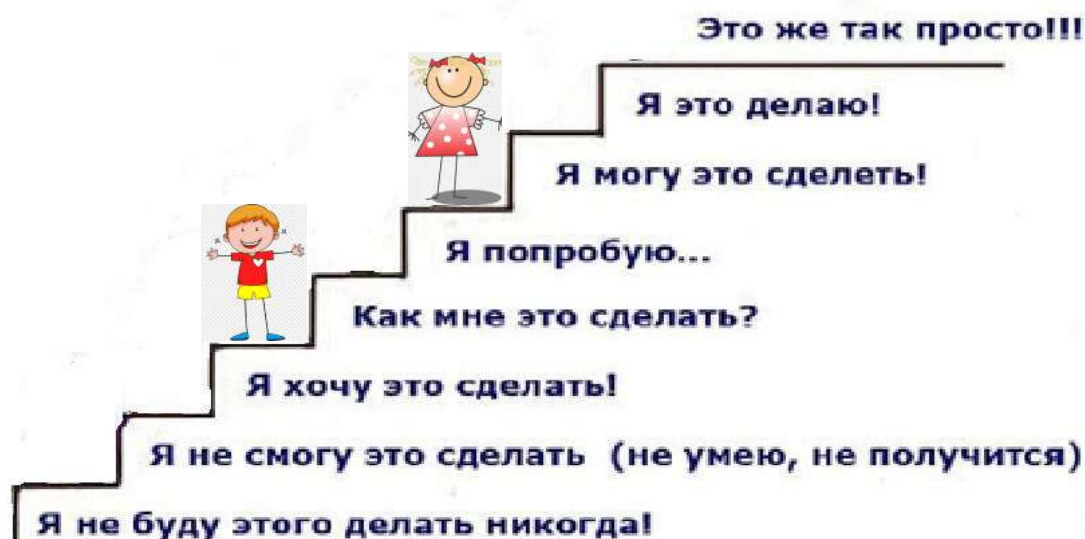 Это же так просто!!!
Я это делаю!
Я могу это сделеть!
Я попробую...
Как мне это сделать?
Я хочу это сделать!
Я не смогу это сделать (не умею, не получится)
Я не буду этого делать никогда!